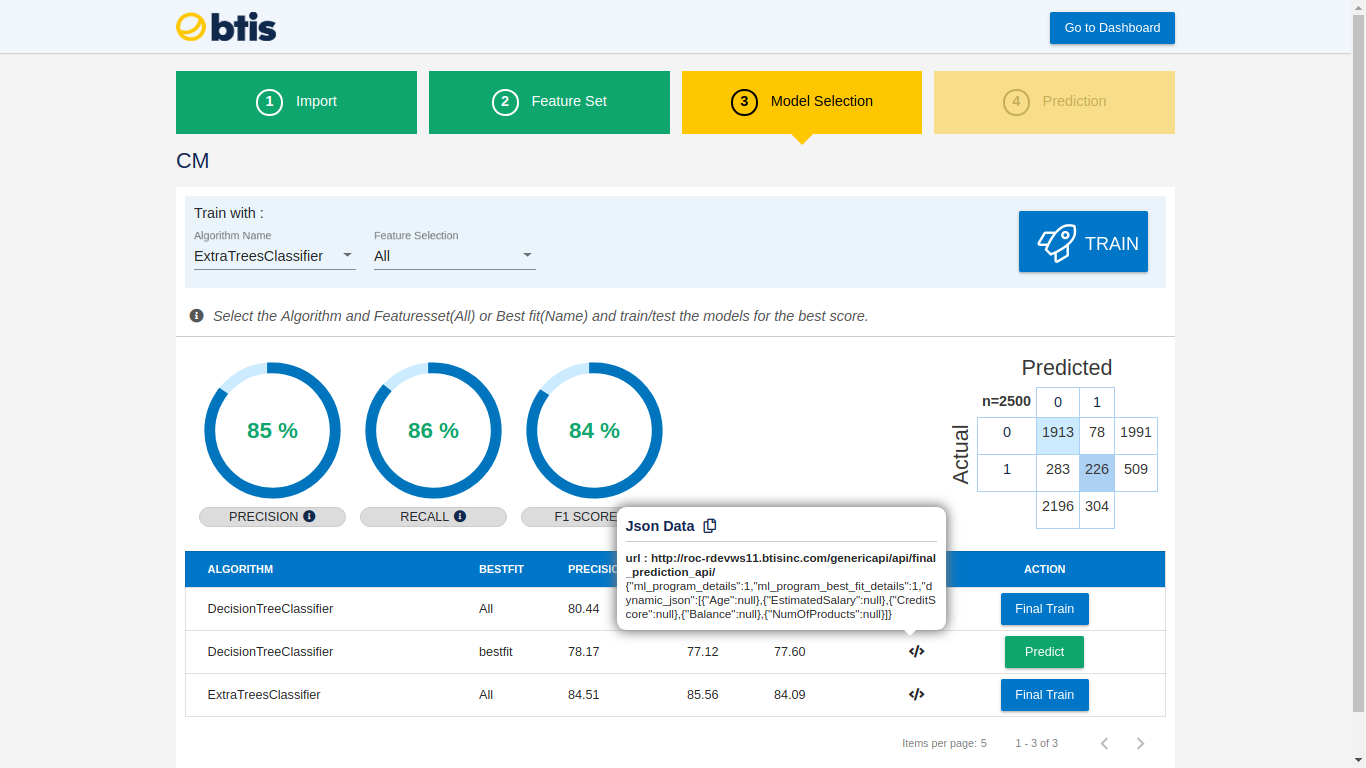 btis
Go to Dashboard
1 Import
2 Feature Set
3 Model Selection
4 Prediction
CM
Train with :
Algorithm Name
Feature Selection
ExtraTreesClassifier
All
TRAIN
Select the Algorithm and Featuresset(All) or Best fit(Name) and train/test the models for the best score.
85 %
86 %
84 %
PRECISION
RECALL
F1 SCORE
Predicted
n=2500 0 1
Actual
0 1913 78 1991
1 283 226 509
2196 304
Json Data
url : http://roc-rdevws11.btisinc.com/genericapi/api/final
_prediction_api/
{"ml_program_details":1,"ml_program_best_fit_details":1,"d
ynamic_json":[{"Age":null},{"EstimatedSalary":null},{"CreditS
core":null},{"Balance":null},{"NumOfProducts":null}]}
ALGORITHM BESTFIT PRECISIO ACTION
DecisionTreeClassifier All 80.44 Final Train
DecisionTreeClassifier bestfit 78.17 77.12 77.60 </> Predict
ExtraTreesClassifier All 84.51 85.56 84.09 </> Final Train
Items per page: 5 1 - 3 of 3